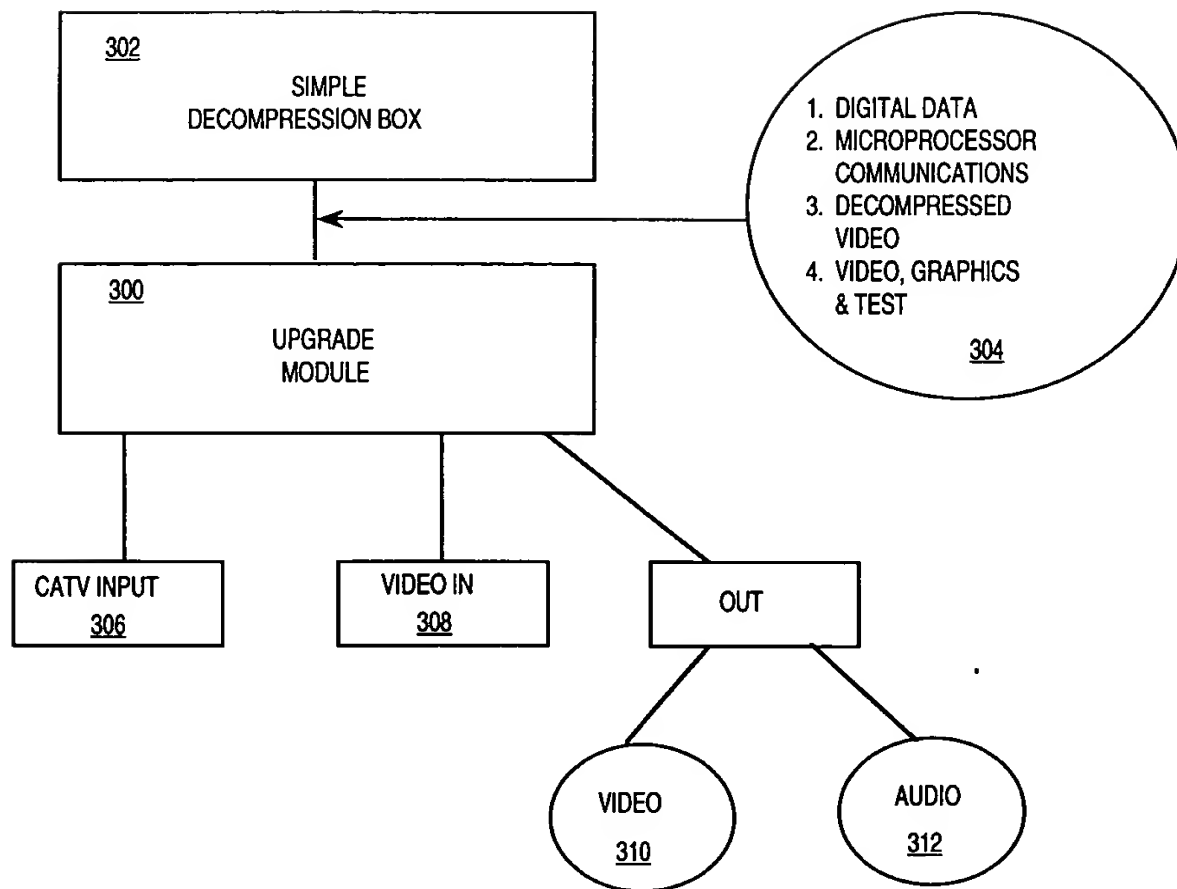 302
SIMPLE
DECOMPRESSION BOX
1. DIGITAL DATA
2. MICROPROCESSOR
COMMUNICATIONS
3. DECOMPRESSED
VIDEO
4. VIDEO, GRAPHICS
& TEST
304
300
UPGRADE
MODULE
CATV INPUT
306
VIDEO IN
308
OUT
VIDEO
310
AUDIO
312